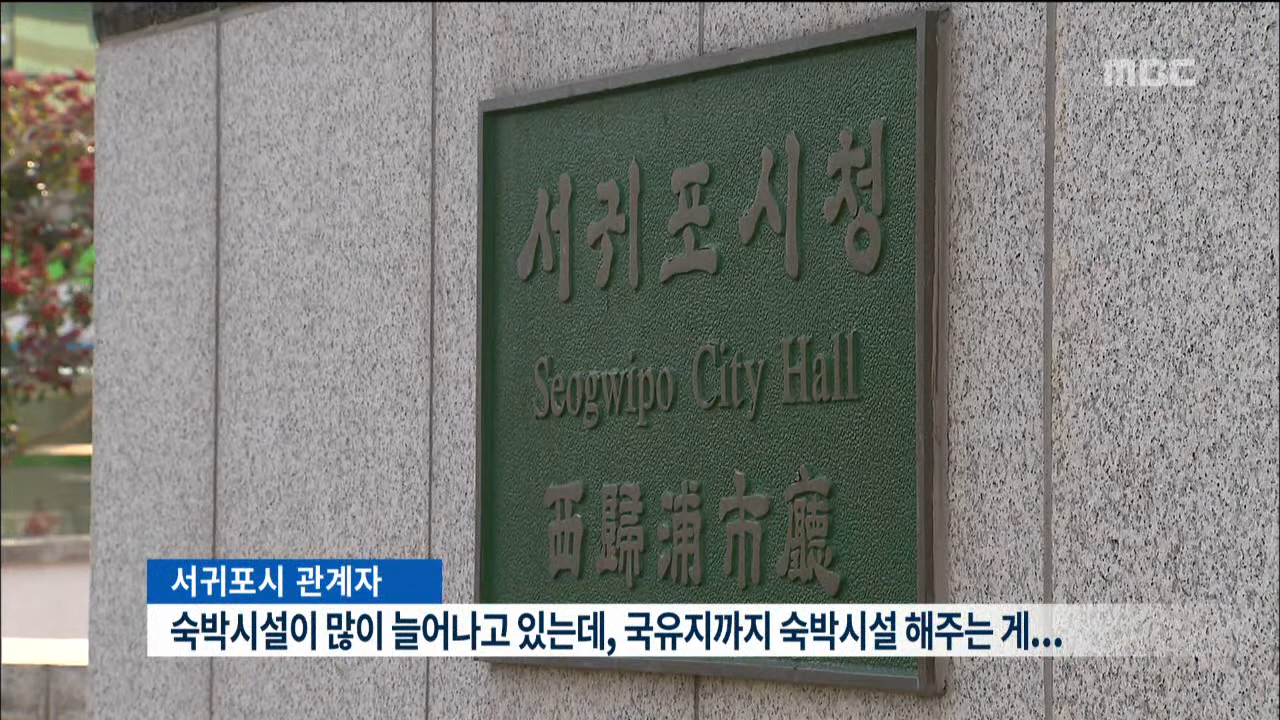 MBC
서귀포시청
Seogwipo City Hall
西歸浦市廳
서귀포시 관계자
숙박시설이 많이 늘어나고 있는데, 국유지까지 숙박시설 해주는 게...